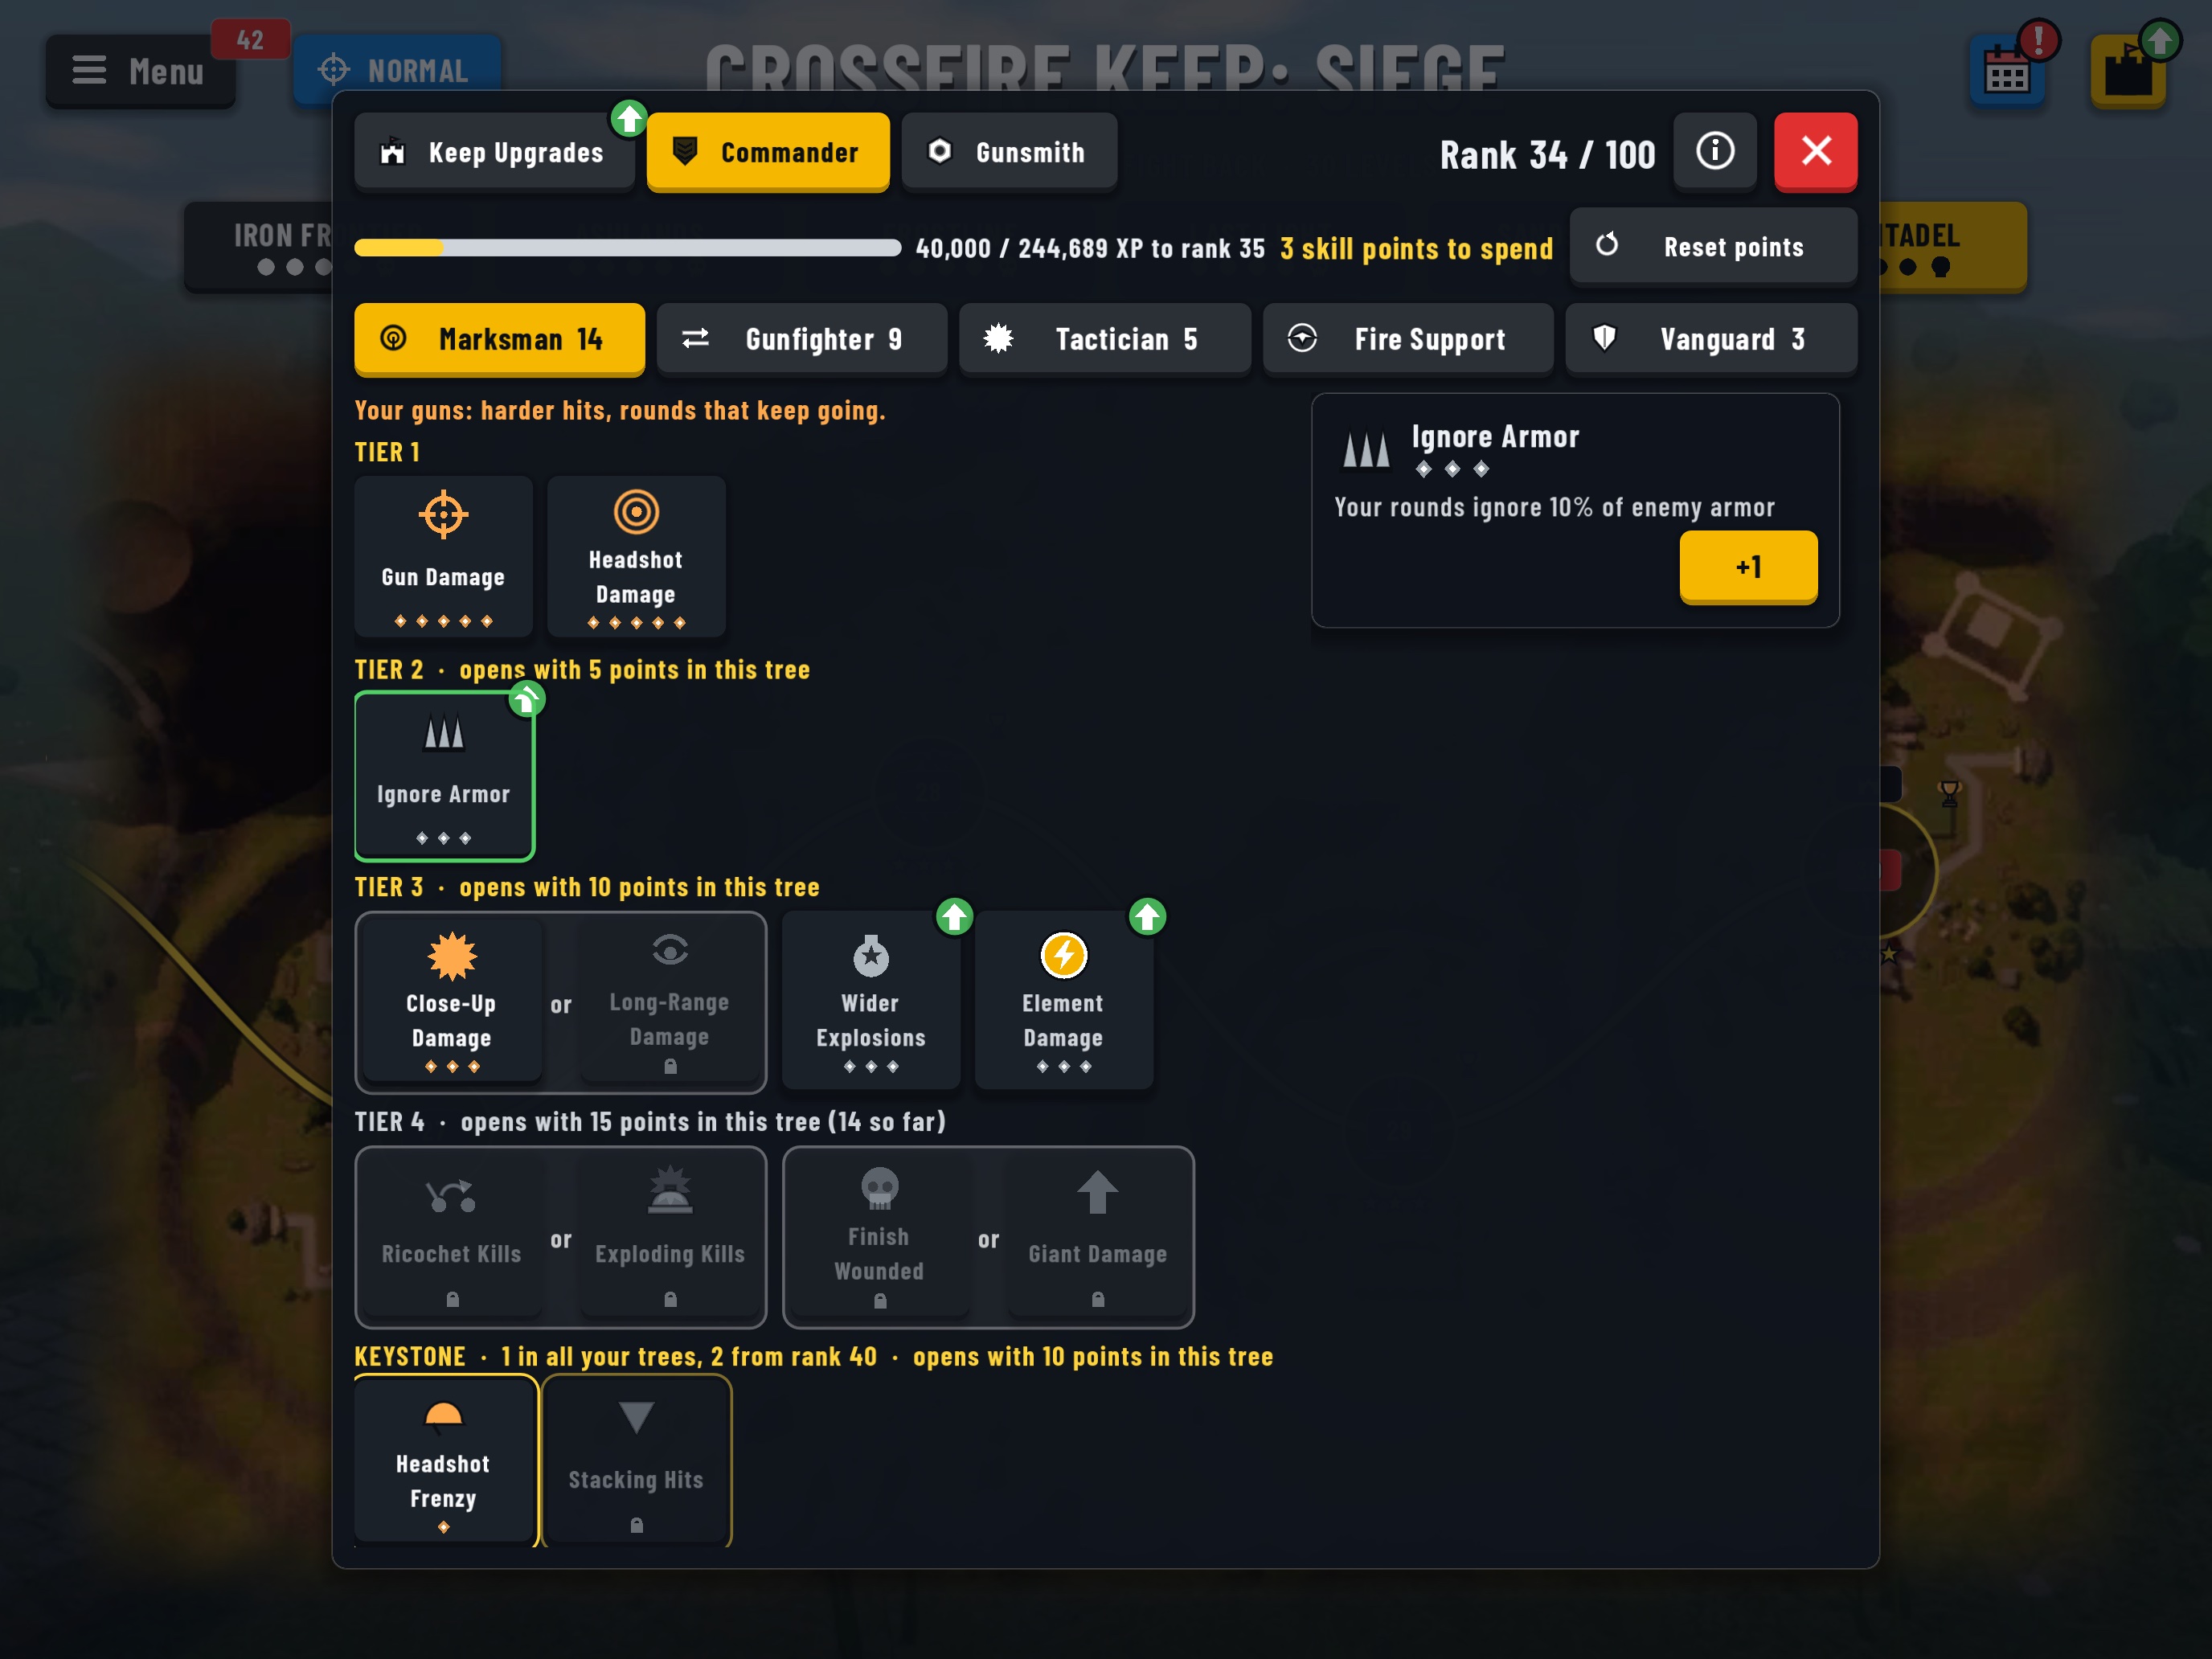 42
Menu
NORMAL
CROSSFIRE KEEP: SIEGE
Keep Upgrades
Commander
Gunsmith
Rank 34 / 100
IRON FR
TADEL
40,000 / 244,689 XP to rank 35
3 skill points to spend
Reset points
Marksman 14
Gunfighter 9
Tactician 5
Fire Support
Vanguard 3
Your guns: harder hits, rounds that keep going.
TIER 1
Gun Damage
Headshot
Damage
Ignore Armor
Your rounds ignore 10% of enemy armor
+1
TIER 2 · opens with 5 points in this tree
Ignore Armor
TIER 3 · opens with 10 points in this tree
Close-Up
Damage
or
Long-Range
Damage
Wider
Explosions
Element
Damage
TIER 4 · opens with 15 points in this tree (14 so far)
Ricochet Kills
or
Exploding Kills
Finish
Wounded
or
Giant Damage
KEYSTONE · 1 in all your trees, 2 from rank 40 · opens with 10 points in this tree
Headshot
Frenzy
Stacking Hits